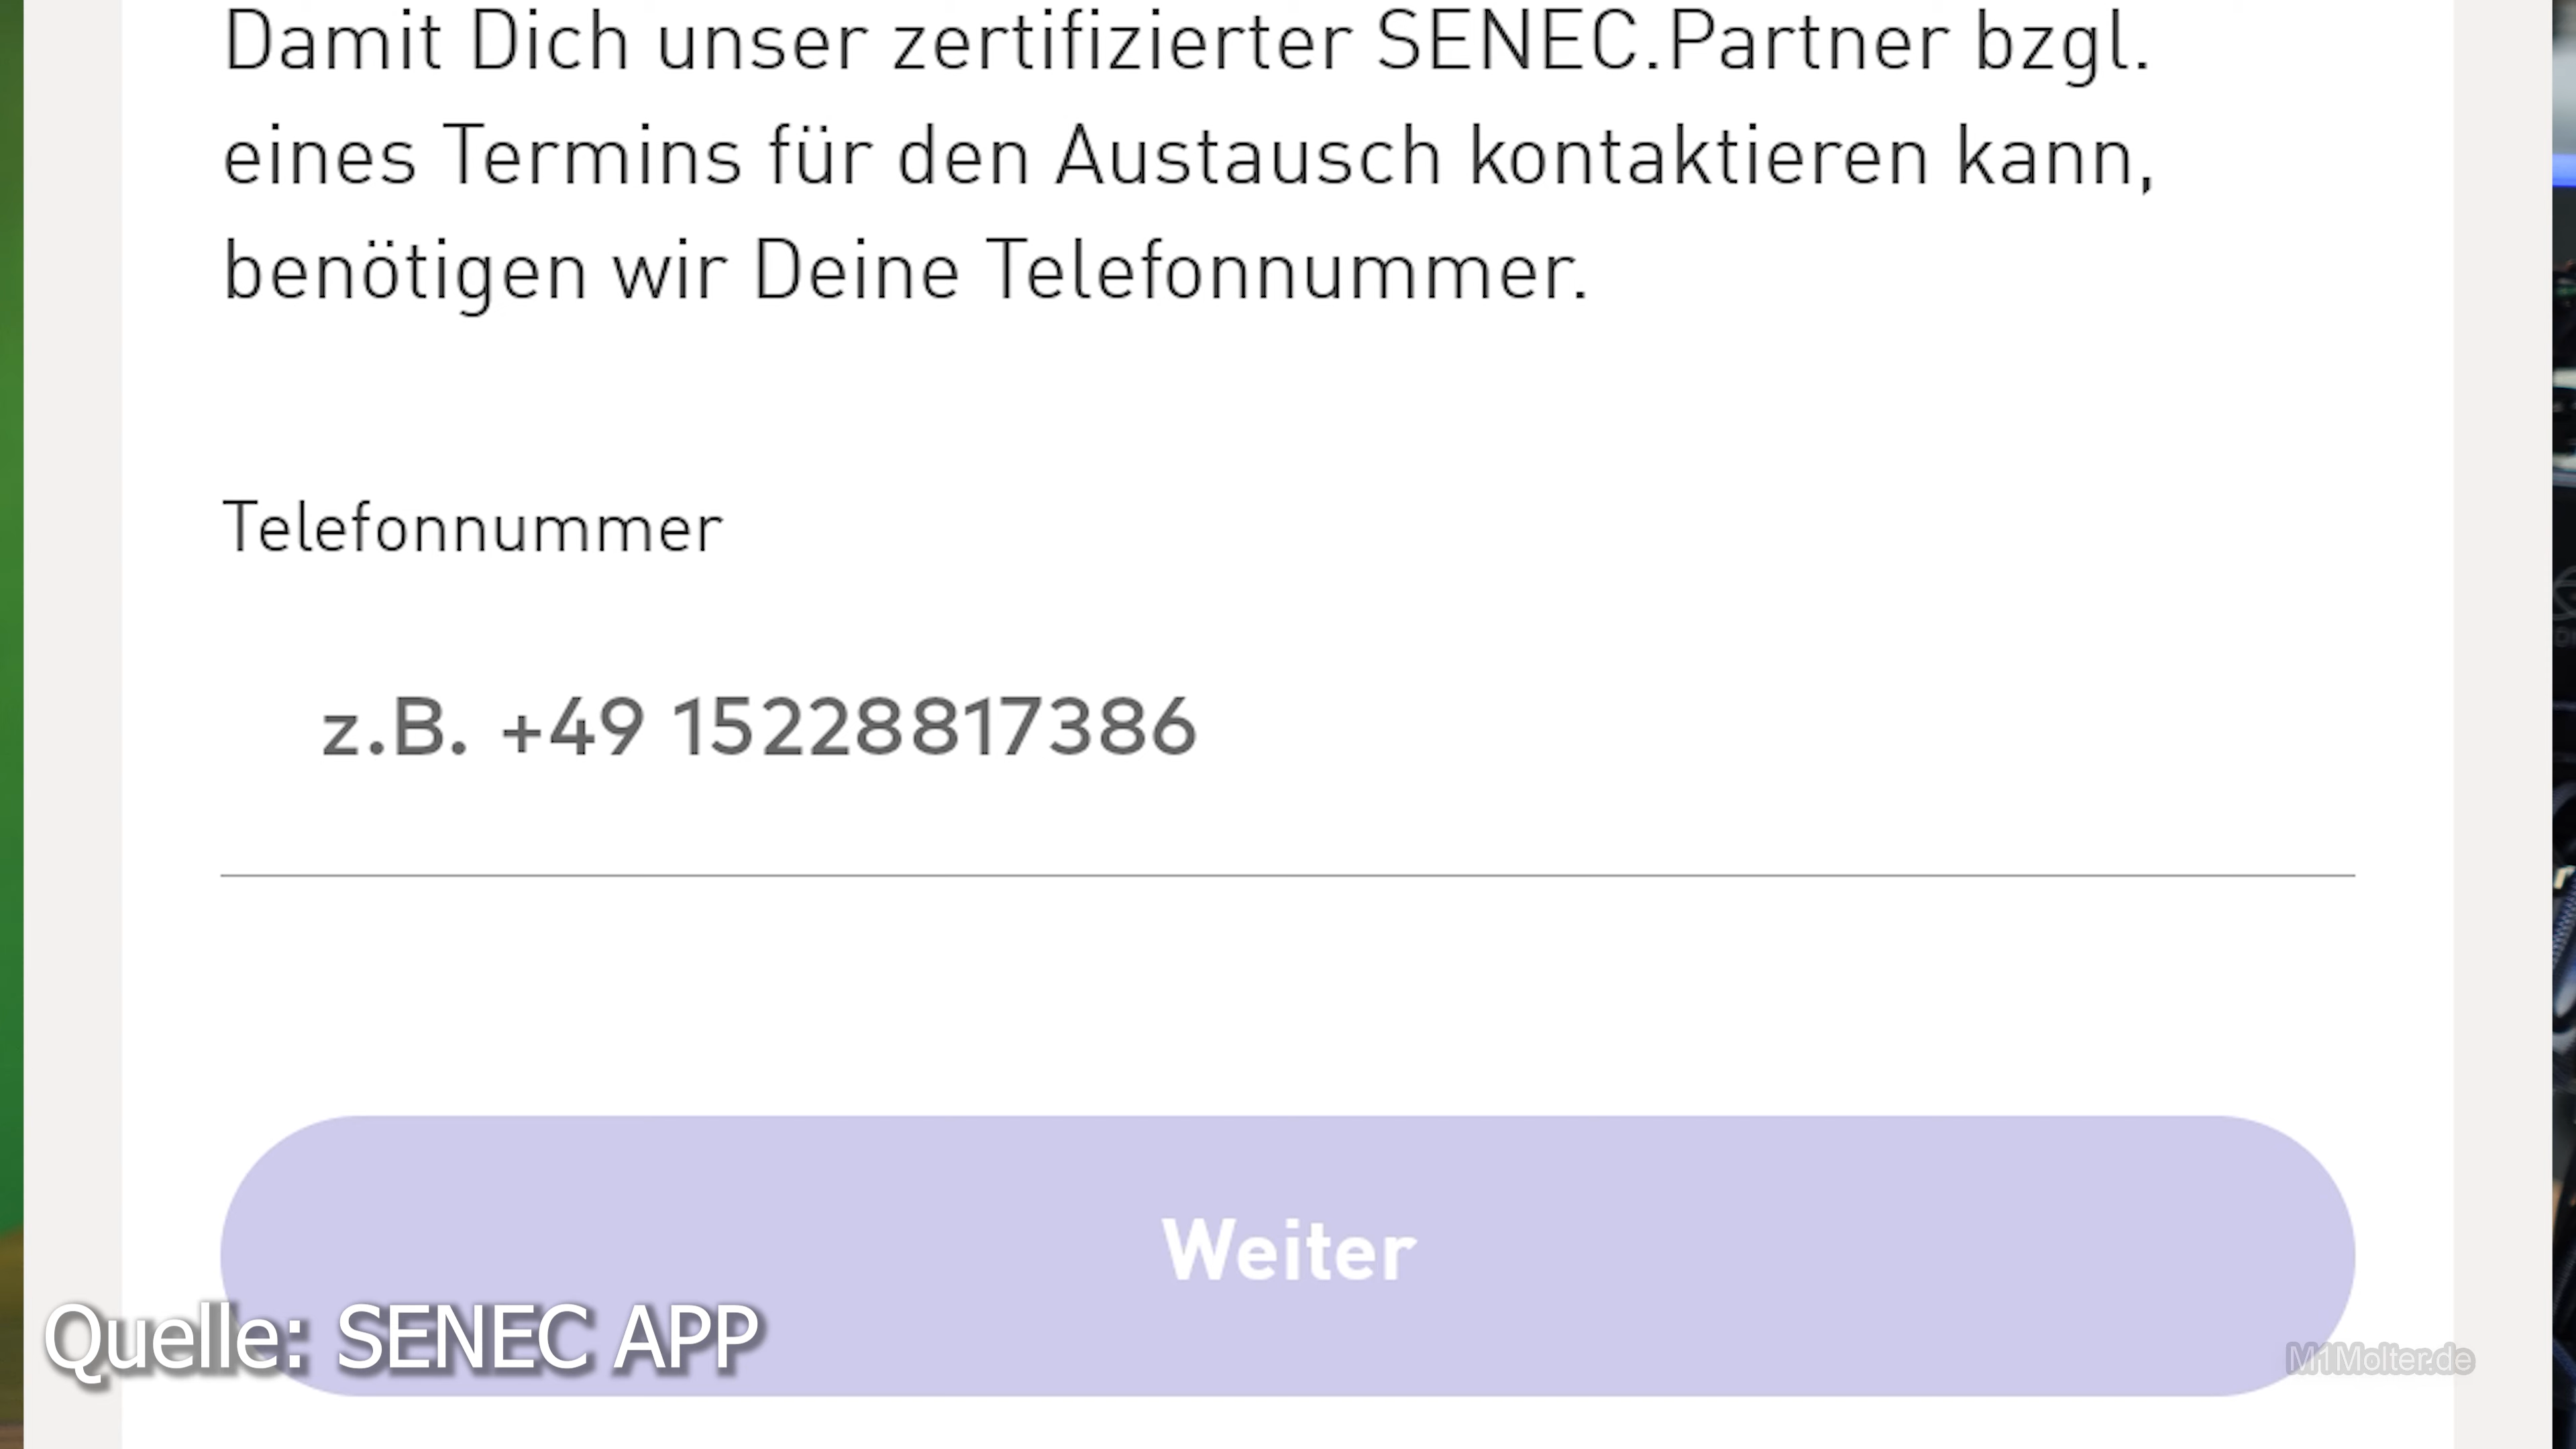 Damit Dich unser zertifizierter SENEC.Partner bzgl.
eines Termins für den Austausch kontaktieren kann,
benötigen wir Deine Telefonnummer.
Telefonnummer
z.B. +49 15228817386
Weiter
Quelle: SENEC APP
M1Molter.de